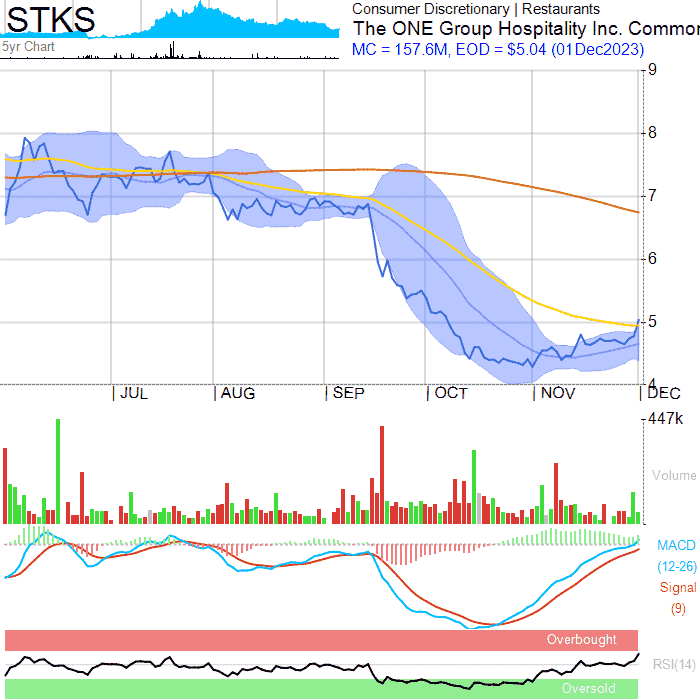 STKS
5yr Chart
Consumer Discretionary | Restaurants
The ONE Group Hospitality Inc. Common
MC = 157.6M, EOD = $5.04 (01Dec2023)
9
8
7
6
5
4
JUL
AUG
SEP
OCT
NOV
DEC
447k
Volume
MACD
(12-26)
Signal
(9)
Overbought
RSI(14)
Oversold